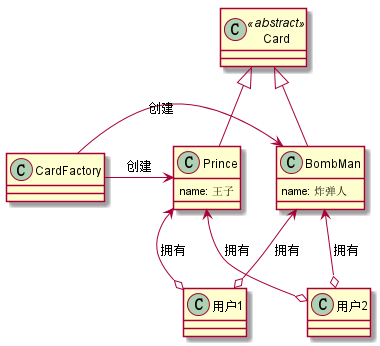 C «abstract»
Card
创建
C CardFactory
创建
C Prince
name: 王子
C BombMan
name: 炸弹人
拥有
拥有
拥有
拥有
C 用户1
C 用户2